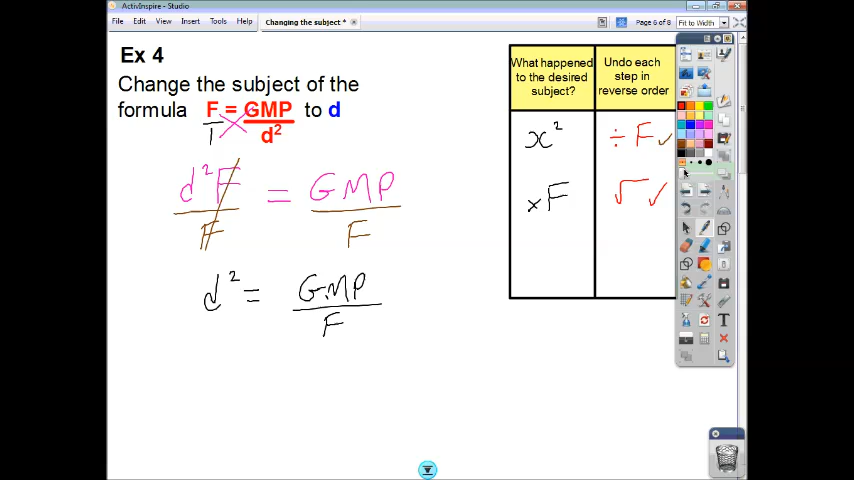 ActivInspire - Studio
File Edit View Insert Tools Help Changing the subject * Page 6 of 8 Fit to Width
Ex 4
Change the subject of the
formula F = GMP to d
1 d²
d²F = GMP
F F
d² = GMP
F
What happened
to the desired
subject?
Undo each
step in
reverse order
x² ÷ F ✓
×F √ ✓